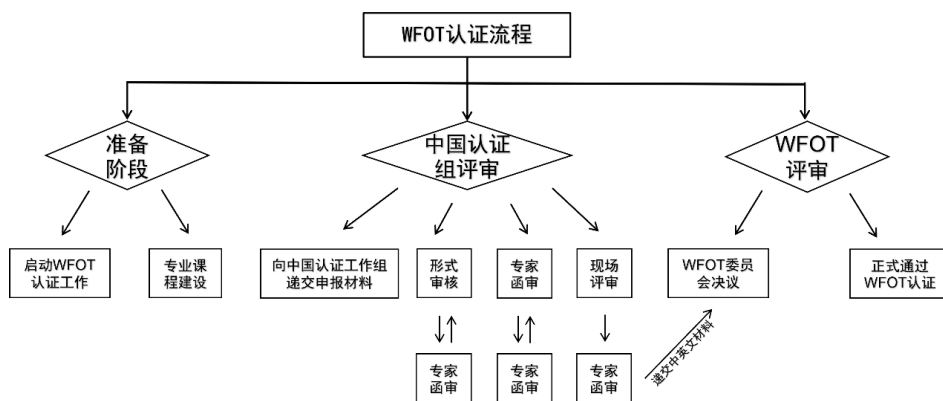 WFOT认证流程
准备
阶段
中国认证
组评审
WFOT
评审
启动WFOT
认证工作
专业课
程建设
向中国认证工作组
递交申报材料
形式
审核
专家
函审
现场
评审
WFOT委员
会决议
正式通过
WFOT认证
专家
函审
专家
函审
专家
函审
递交中英文材料